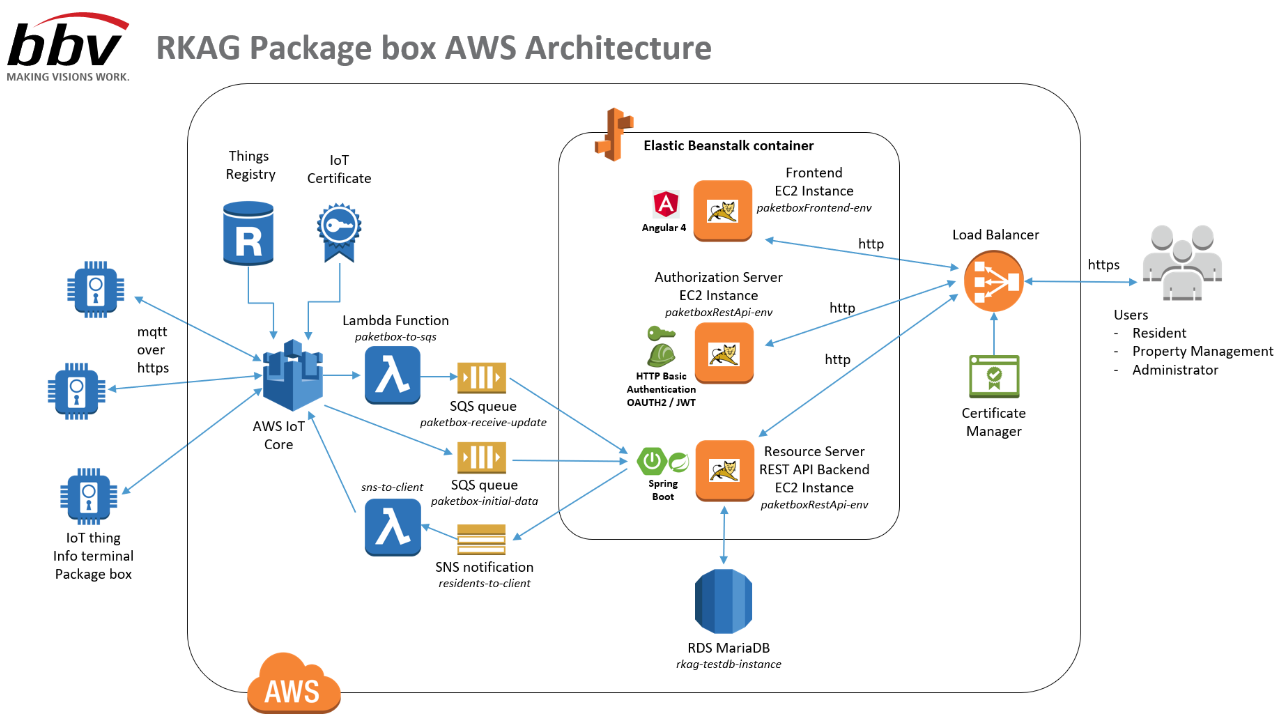 bbv
MAKING VISIONS WORK.
RKAG Package box AWS Architecture
Things
Registry
IoT
Certificate
R
mqtt
over
https
IoT thing
Info terminal
Package box
AWS IoT
Core
Lambda Function
paketbox-to-sqs
λ
SQS queue
paketbox-receive-update
SQS queue
paketbox-initial-data
sns-to-client
λ
SNS notification
residents-to-client
Elastic Beanstalk container
Frontend
EC2 Instance
paketboxFrontend-env
A
Angular 4
Authorization Server
EC2 Instance
paketboxRestApi-env
HTTP Basic
Authentication
OAUTH2 / JWT
Resource Server
REST API Backend
EC2 Instance
paketboxRestApi-env
Spring
Boot
http
http
http
RDS MariaDB
rkag-testdb-instance
Load Balancer
Certificate
Manager
https
Users
- Resident
- Property Management
- Administrator
AWS